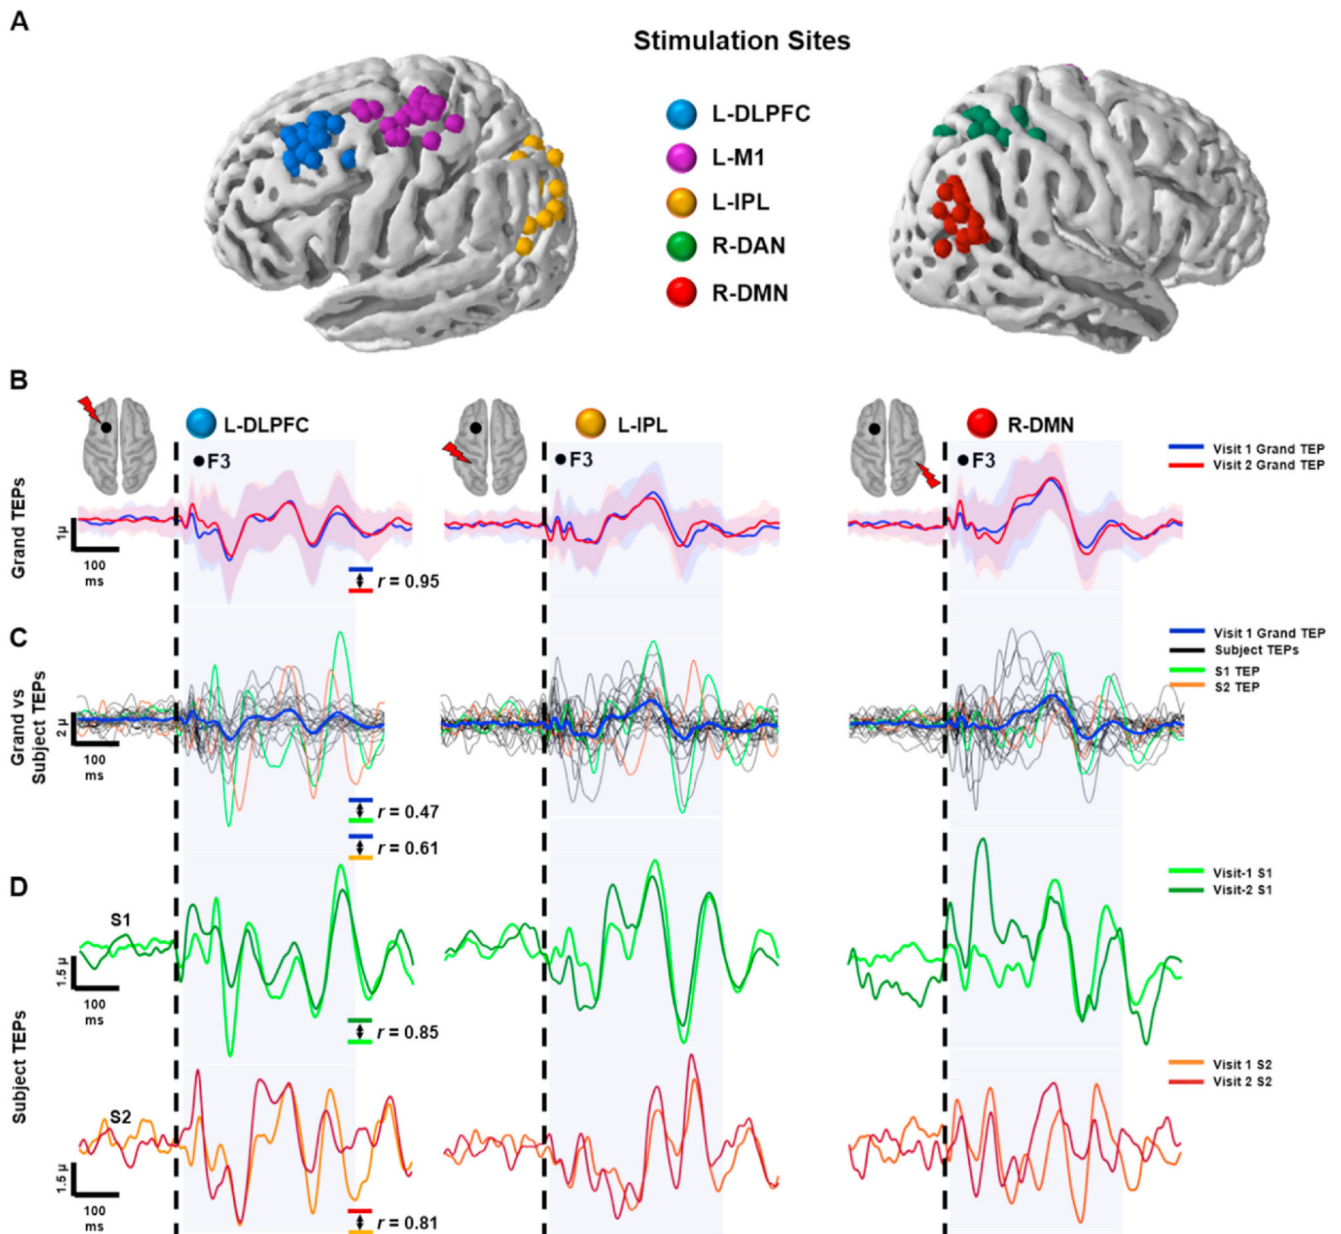 A
Stimulation Sites
L-DLPFC
L-M1
L-IPL
R-DAN
R-DMN
B
L-DLPFC
L-IPL
R-DMN
F3
F3
F3
Visit 1 Grand TEP
Visit 2 Grand TEP
Grand TEPs
1μ
100
ms
r = 0.95
C
Visit 1 Grand TEP
Subject TEPs
S1 TEP
S2 TEP
Grand vs
Subject TEPs
2 μ
100
ms
r = 0.47
r = 0.61
D
Visit-1 S1
Visit-2 S1
S1
1.5 μ
100
ms
r = 0.85
Subject TEPs
Visit 1 S2
Visit 2 S2
S2
1.5 μ
100
ms
r = 0.81